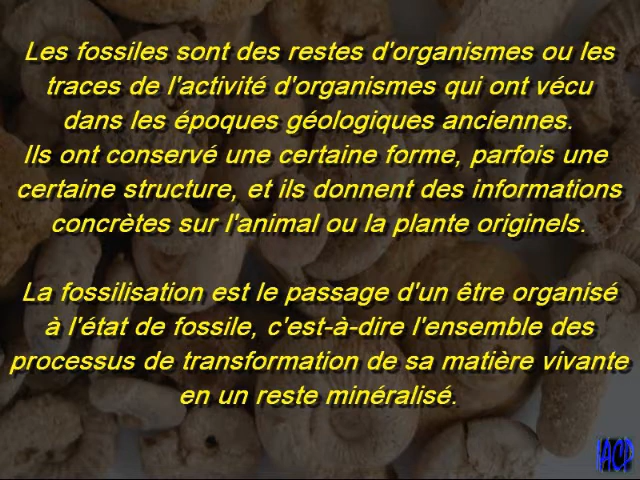 Les fossiles sont des restes d'organismes ou les
traces de l'activité d'organismes qui ont vécu
dans les époques géologiques anciennes.
Ils ont conservé une certaine forme, parfois une
certaine structure, et ils donnent des informations
concrètes sur l'animal ou la plante originels.
La fossilisation est le passage d'un être organisé
à l'état de fossile, c'est-à-dire l'ensemble des
processus de transformation de sa matière vivante
en un reste minéralisé.
IACP